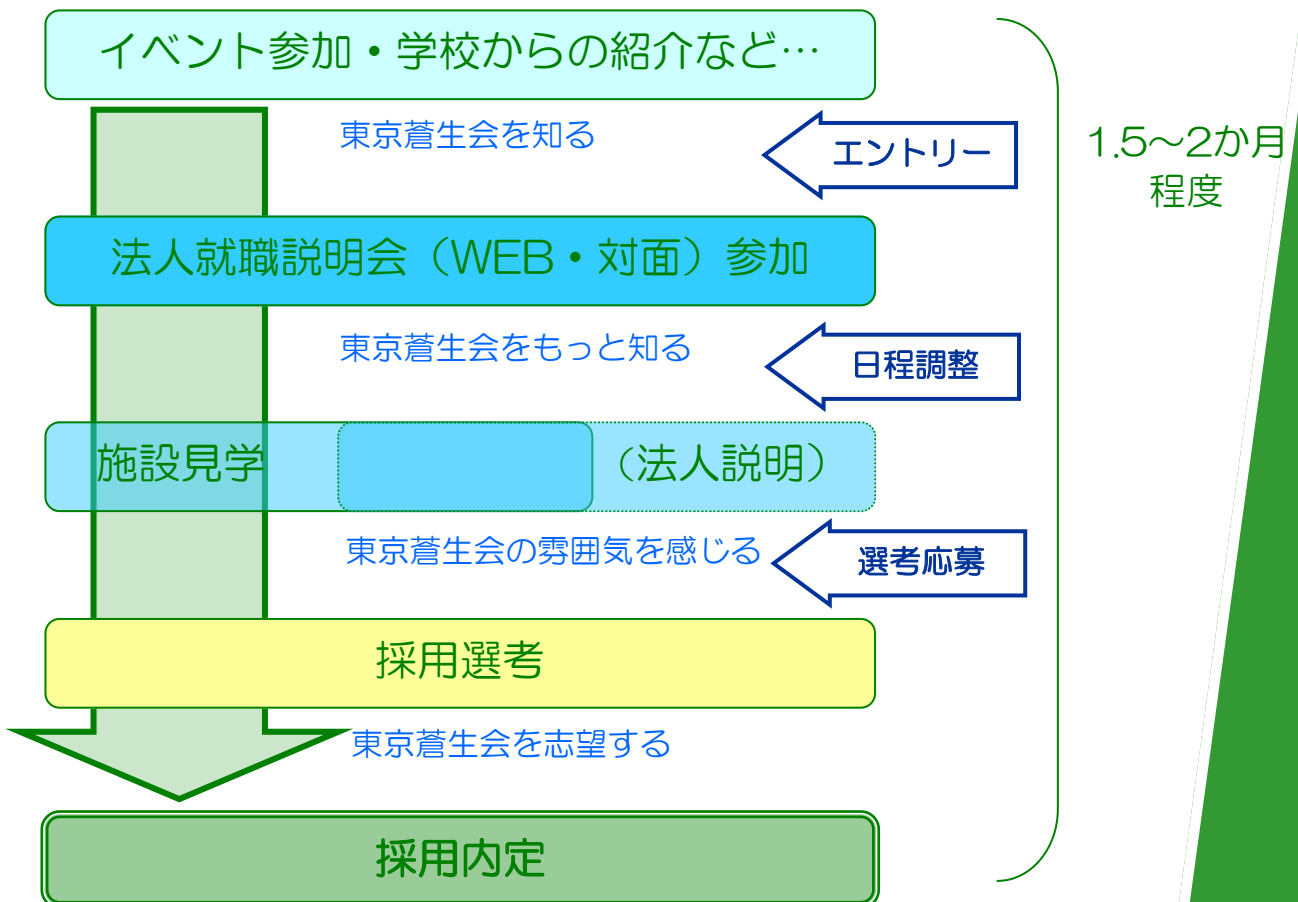 イベント参加・学校からの紹介など…
東京蒼生会を知る
エントリー
1.5～2か月
程度
法人就職説明会（WEB・対面）参加
東京蒼生会をもっと知る
日程調整
施設見学
（法人説明）
東京蒼生会の雰囲気を感じる
選考応募
採用選考
東京蒼生会を志望する
採用内定